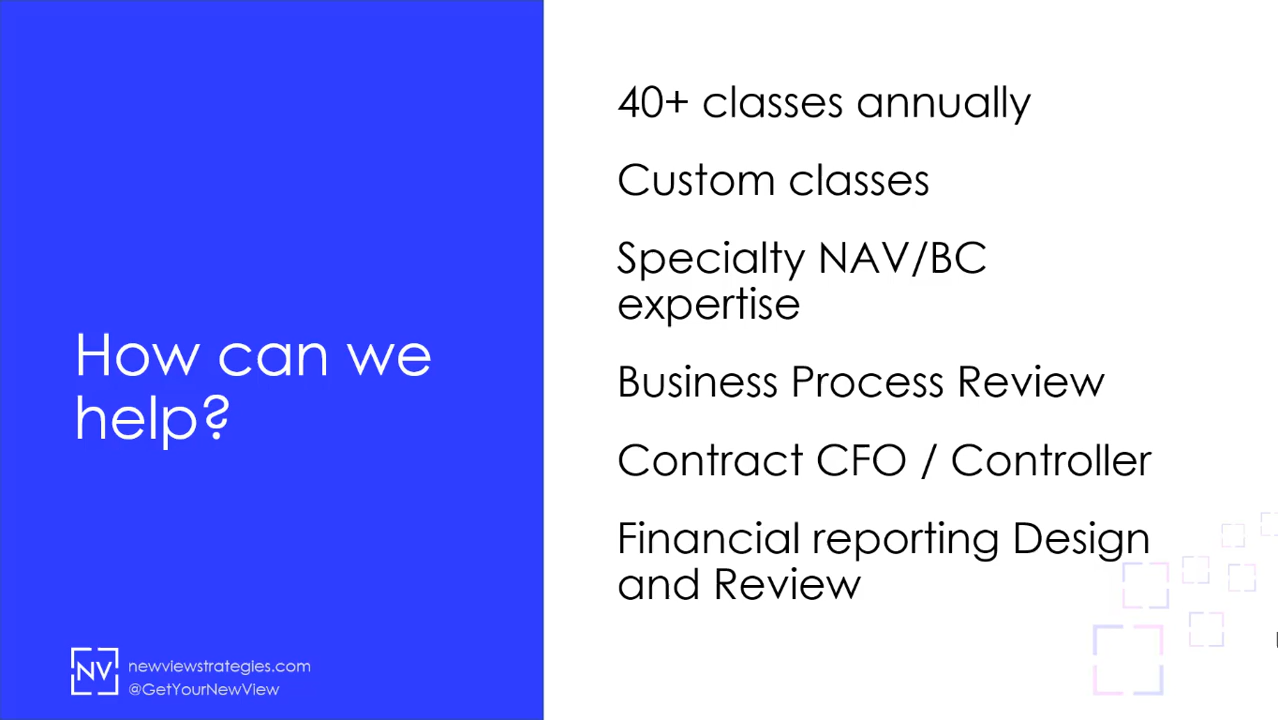 How can we
help?
40+ classes annually
Custom classes
Specialty NAV/BC
expertise
Business Process Review
Contract CFO / Controller
Financial reporting Design
and Review
NV
newviewstrategies.com
@GetYourNewView